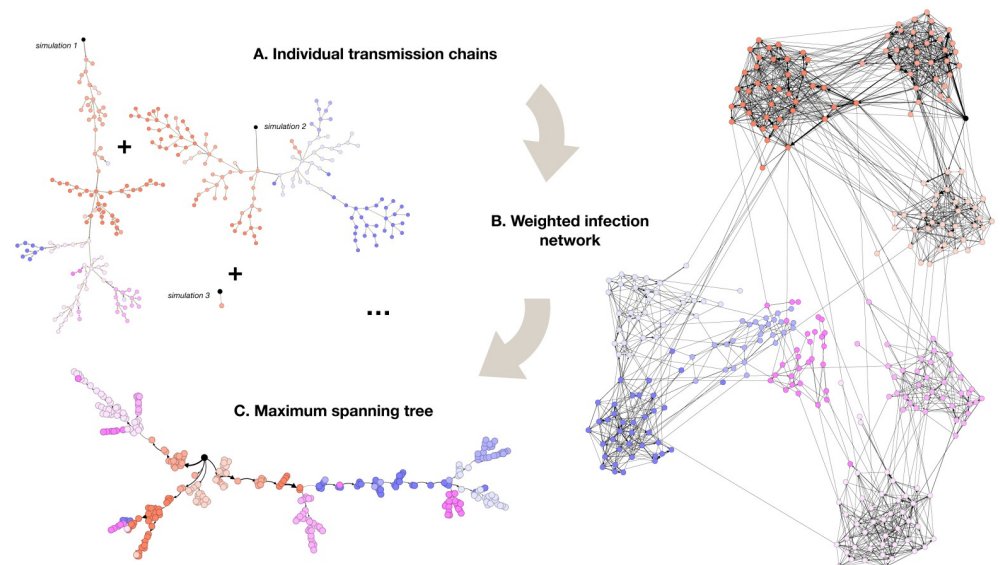 simulation 1
A. Individual transmission chains
+
simulation 2
B. Weighted infection
network
+
simulation 3
...
C. Maximum spanning tree